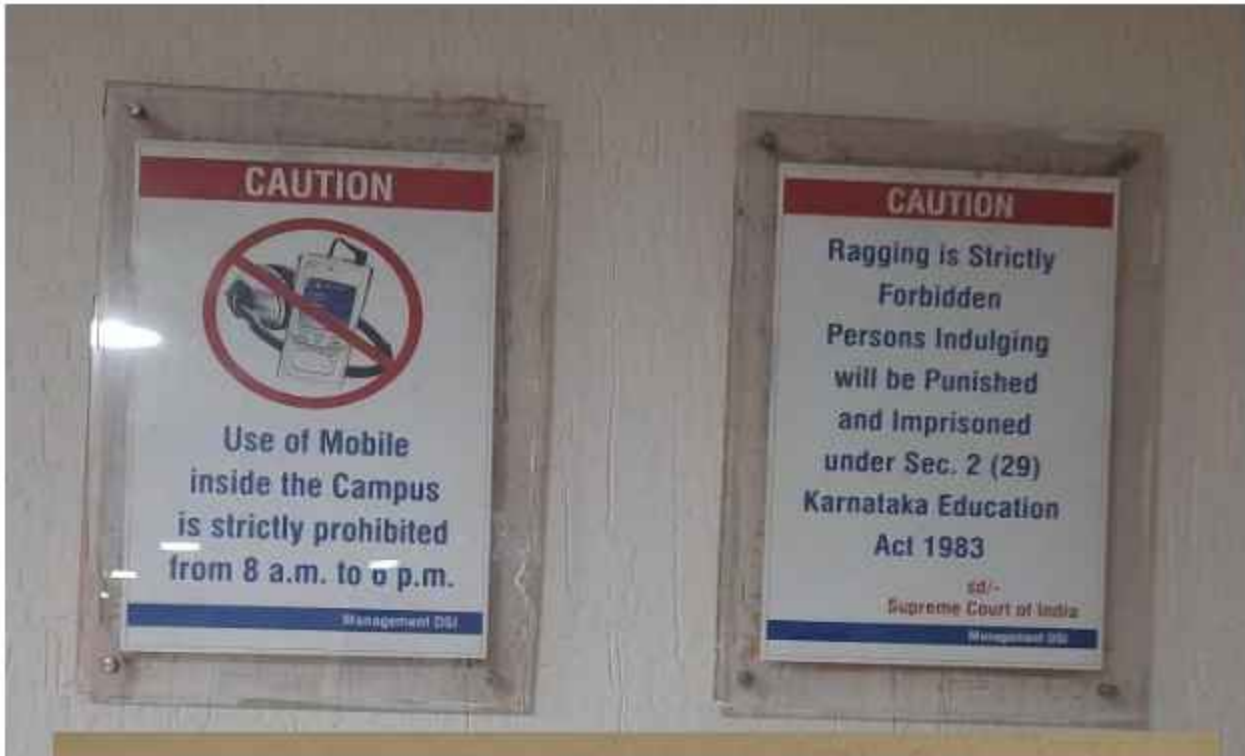 CAUTION
Use of Mobile
inside the Campus
is strictly prohibited
from 8 a.m. to 6 p.m.
Management DSI
CAUTION
Ragging is Strictly
Forbidden
Persons Indulging
will be Punished
and Imprisoned
under Sec. 2 (29)
Karnataka Education
Act 1983
sd/-
Supreme Court of India
Management DSI